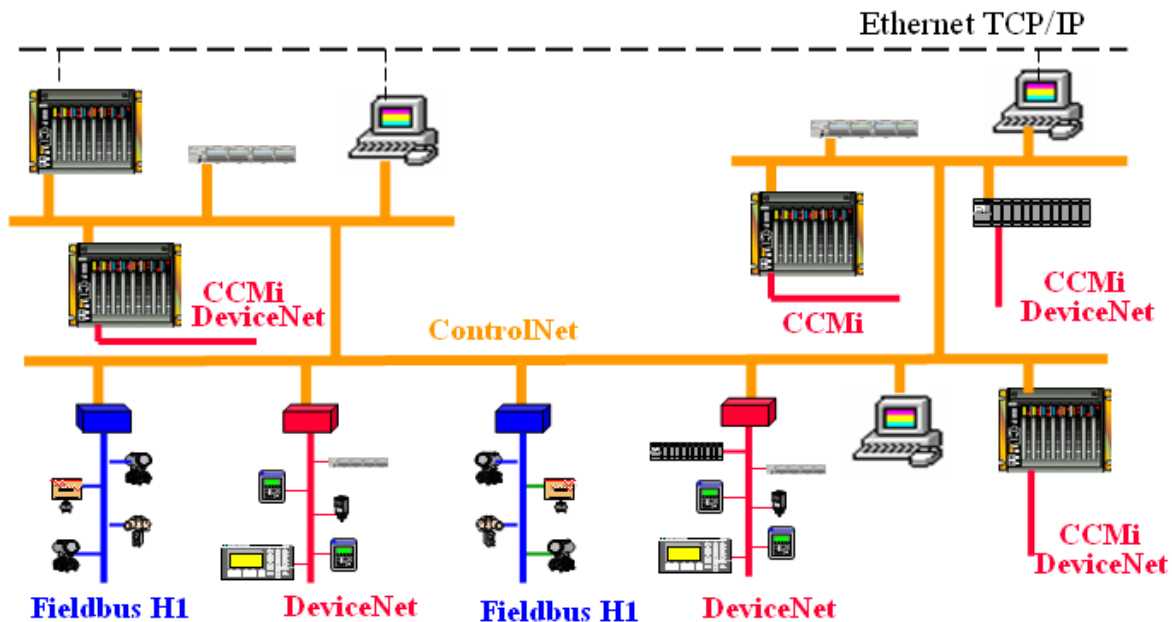 Ethernet TCP/IP
CCMi
DeviceNet
CCMi
CCMi
DeviceNet
ControlNet
CCMi
DeviceNet
Fieldbus H1
DeviceNet
Fieldbus H1
DeviceNet